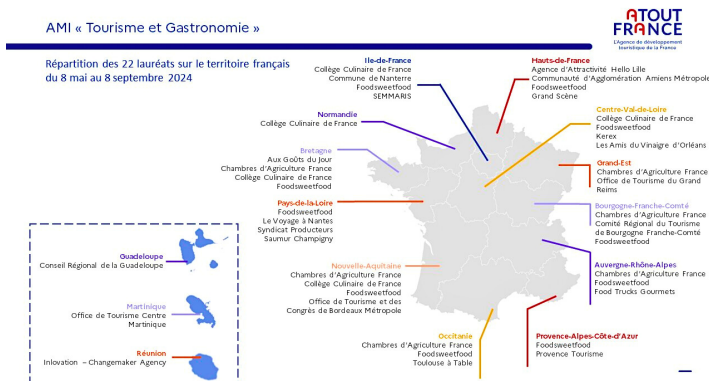 AMI « Tourisme et Gastronomie »
ATOUT
FRANCE
L'Agence de développement
touristique de la France
Répartition des 22 lauréats sur le territoire français
du 8 mai au 8 septembre 2024
Ile-de-France
Collège Culinaire de France
Commune de Nanterre
Foodsweetfood
SEMMARIS
Hauts-de-France
Agence d'Attractivité Hello Lille
Communauté d'Agglomération Amiens Métropole
Foodsweetfood
Grand Scène
Normandie
Collège Culinaire de France
Centre-Val-de-Loire
Collège Culinaire de France
Foodsweetfood
Kerex
Les Amis du Vinaigre d'Orléans
Bretagne
Aux Goûts du Jour
Chambres d'Agriculture France
Collège Culinaire de France
Foodsweetfood
Grand-Est
Chambres d'Agriculture France
Office de Tourisme du Grand
Reims
Pays-de-la-Loire
Foodsweetfood
Le Voyage à Nantes
Syndicat Producteurs
Saumur Champigny
Bourgogne-Franche-Comté
Chambres d'Agriculture France
Comité Régional du Tourisme
de Bourgogne Franche-Comté
Foodsweetfood
Guadeloupe
Conseil Régional de la Guadeloupe
Nouvelle-Aquitaine
Chambres d'Agriculture France
Collège Culinaire de France
Foodsweetfood
Office de Tourisme et des
Congrès de Bordeaux Métropole
Auvergne-Rhône-Alpes
Chambres d'Agriculture France
Foodsweetfood
Food Trucks Gourmets
Martinique
Office de Tourisme Centre
Martinique
Occitanie
Chambres d'Agriculture France
Foodsweetfood
Toulouse à Table
Provence-Alpes-Côte-d'Azur
Foodsweetfood
Provence Tourisme
Réunion
Inlovation – Changemaker Agency